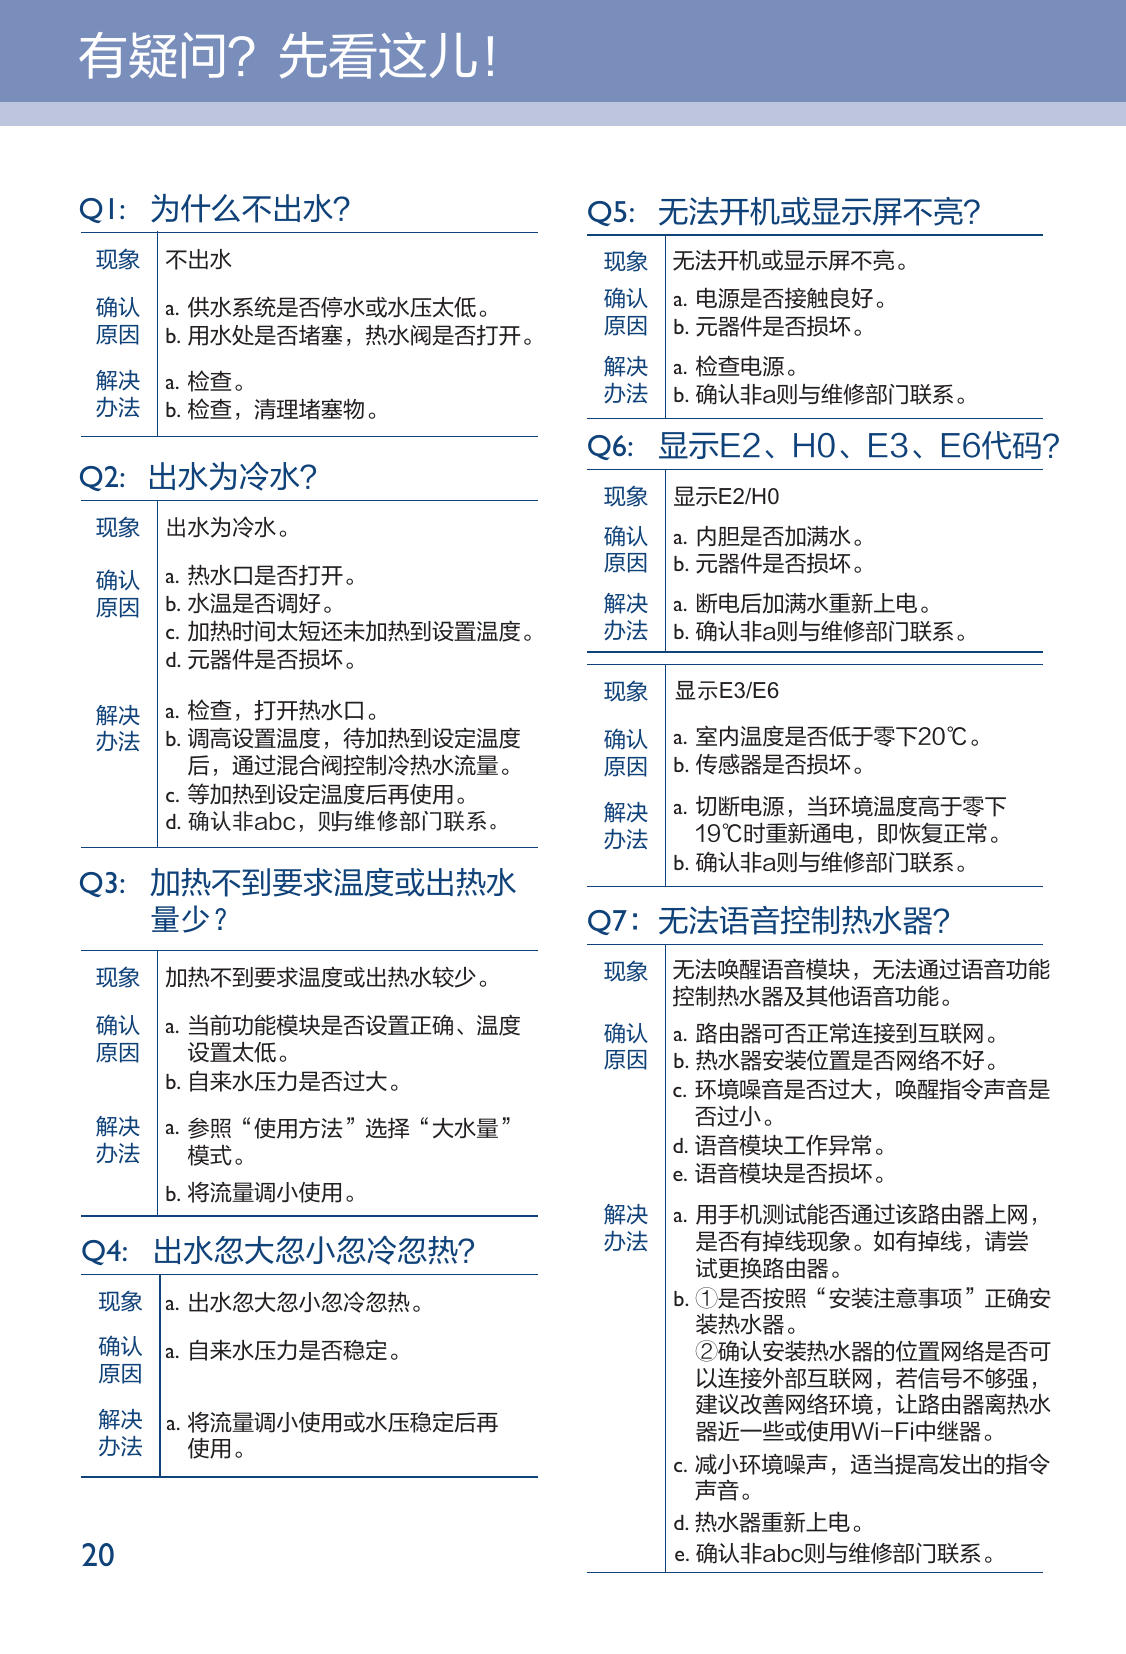 有疑问？先看这儿！
Q1: 为什么不出水？
现象 不出水
确认原因
a. 供水系统是否停水或水压太低。
b. 用水处是否堵塞，热水阀是否打开。
解决办法
a. 检查。
b. 检查，清理堵塞物。
Q2: 出水为冷水？
现象 出水为冷水。
确认原因
a. 热水口是否打开。
b. 水温是否调好。
c. 加热时间太短还未加热到设置温度。
d. 元器件是否损坏。
解决办法
a. 检查，打开热水口。
b. 调高设置温度，待加热到设定温度
后，通过混合阀控制冷热水流量。
c. 等加热到设定温度后再使用。
d. 确认非abc，则与维修部门联系。
Q3: 加热不到要求温度或出热水
量少？
现象 加热不到要求温度或出热水较少。
确认原因
a. 当前功能模块是否设置正确、温度
设置太低。
b. 自来水压力是否过大。
解决办法
a. 参照“使用方法”选择“大水量”
模式。
b. 将流量调小使用。
Q4: 出水忽大忽小忽冷忽热？
现象 a. 出水忽大忽小忽冷忽热。
确认原因
a. 自来水压力是否稳定。
解决办法
a. 将流量调小使用或水压稳定后再
使用。
20
Q5: 无法开机或显示屏不亮？
现象 无法开机或显示屏不亮。
确认原因
a. 电源是否接触良好。
b. 元器件是否损坏。
解决办法
a. 检查电源。
b. 确认非a则与维修部门联系。
Q6: 显示E2、H0、E3、E6代码？
现象 显示E2/H0
确认原因
a. 内胆是否加满水。
b. 元器件是否损坏。
解决办法
a. 断电后加满水重新上电。
b. 确认非a则与维修部门联系。
现象 显示E3/E6
确认原因
a. 室内温度是否低于零下20℃。
b. 传感器是否损坏。
解决办法
a. 切断电源，当环境温度高于零下
19℃时重新通电，即恢复正常。
b. 确认非a则与维修部门联系。
Q7：无法语音控制热水器？
现象 无法唤醒语音模块，无法通过语音功能
控制热水器及其他语音功能。
确认原因
a. 路由器可否正常连接到互联网。
b. 热水器安装位置是否网络不好。
c. 环境噪音是否过大，唤醒指令声音是
否过小。
d. 语音模块工作异常。
e. 语音模块是否损坏。
解决办法
a. 用手机测试能否通过该路由器上网，
是否有掉线现象。如有掉线，请尝
试更换路由器。
b. ①是否按照“安装注意事项”正确安
装热水器。
②确认安装热水器的位置网络是否可
以连接外部互联网，若信号不够强，
建议改善网络环境，让路由器离热水
器近一些或使用Wi-Fi中继器。
c. 减小环境噪声，适当提高发出的指令
声音。
d. 热水器重新上电。
e. 确认非abc则与维修部门联系。